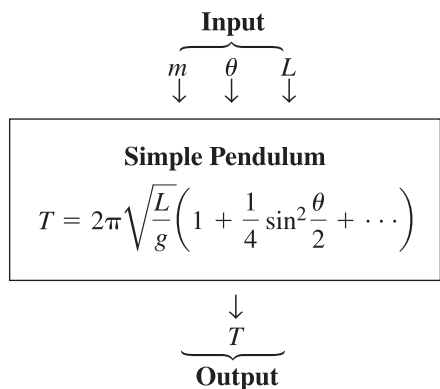 Input
m θ L
Simple Pendulum
T = 2π√(L/g)(1 + 1/4 sin² θ/2 + ···)
T
Output